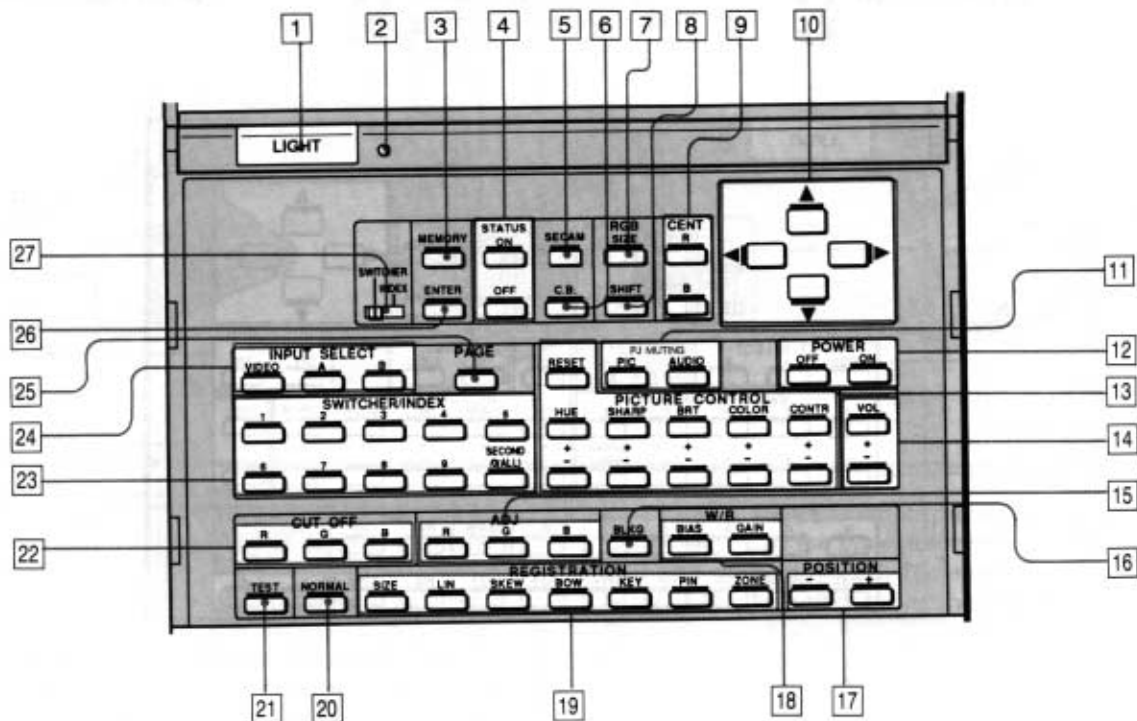 1 2 3 4 5 6 7 8 9 10
LIGHT
27
SWITCHER
INDEX
MEMORY
ENTER
STATUS
ON
OFF
SECAM
C.B.
RGB
SIZE
SHIFT
CENT
R
B
11
26
25
24
INPUT SELECT
VIDEO A B
PAGE
RESET
PJ MUTING
PIC AUDIO
POWER
OFF ON
12
13
SWITCHER/INDEX
1 2 3 4 5
SECOND
/0(ALL)
6 7 8 9
23
PICTURE CONTROL
HUE SHARP BRT COLOR CONTR
+ + + + +
− − − − −
VOL
+
−
14
15
CUT OFF
R G B
ADJ
R G B
BLKG
W/B
BIAS GAIN
16
22
REGISTRATION
TEST NORMAL SIZE LIN SKEW BOW KEY PIN ZONE
POSITION
− +
21 20 19 18 17